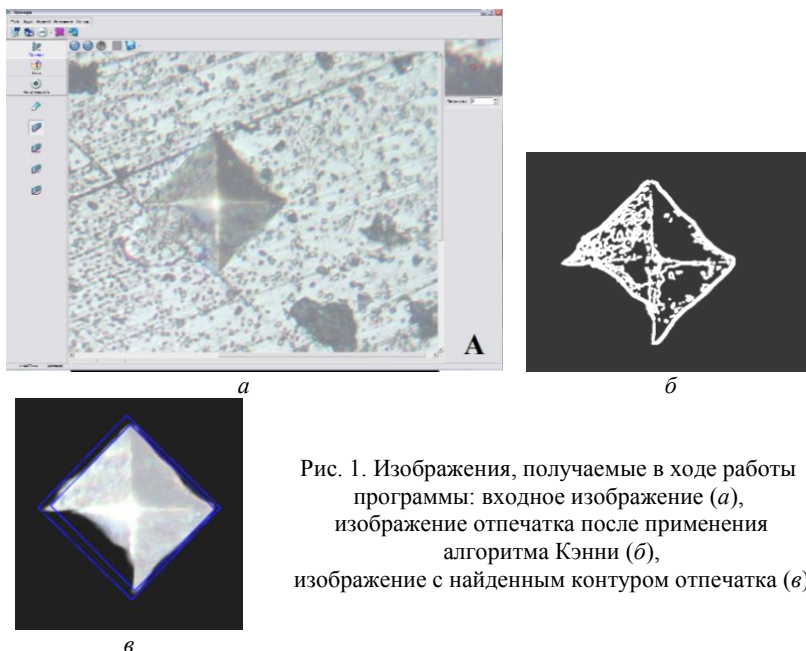 А
а
б
в
Рис. 1. Изображения, получаемые в ходе работы
программы: входное изображение (а),
изображение отпечатка после применения
алгоритма Кэнни (б),
изображение с найденным контуром отпечатка (в)